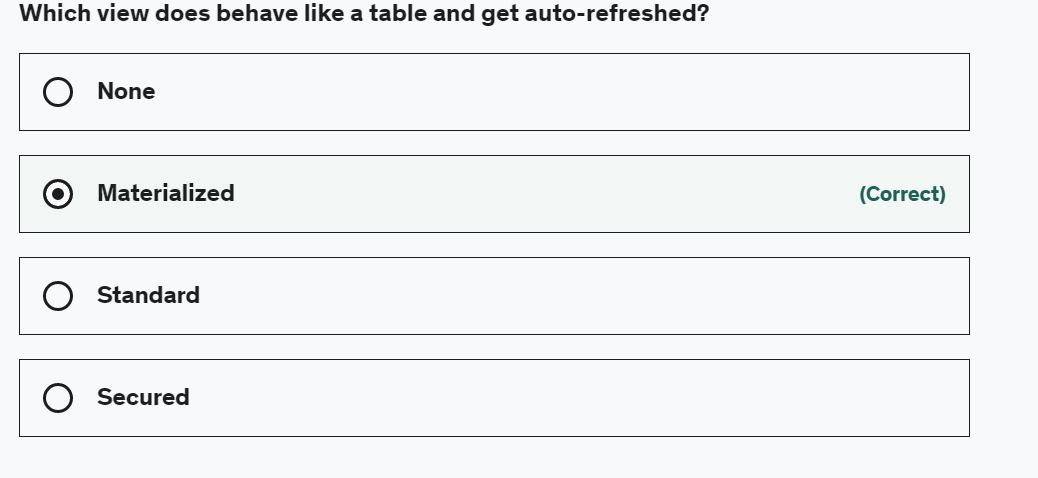 Which view does behave like a table and get auto-refreshed?
None
Materialized (Correct)
Standard
Secured